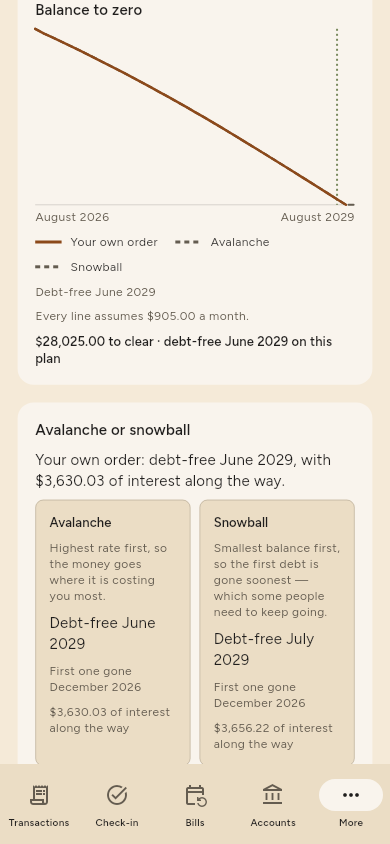 Balance to zero
August 2026 August 2029
Your own order Avalanche
Snowball
Debt-free June 2029
Every line assumes $905.00 a month.
$28,025.00 to clear · debt-free June 2029 on this
plan
Avalanche or snowball
Your own order: debt-free June 2029, with
$3,630.03 of interest along the way.
Avalanche
Highest rate first, so
the money goes
where it is costing
you most.
Debt-free June
2029
First one gone
December 2026
$3,630.03 of interest
along the way
Snowball
Smallest balance first,
so the first debt is
gone soonest —
which some people
need to keep going.
Debt-free July
2029
First one gone
December 2026
$3,656.22 of interest
along the way
Transactions Check-in Bills Accounts More